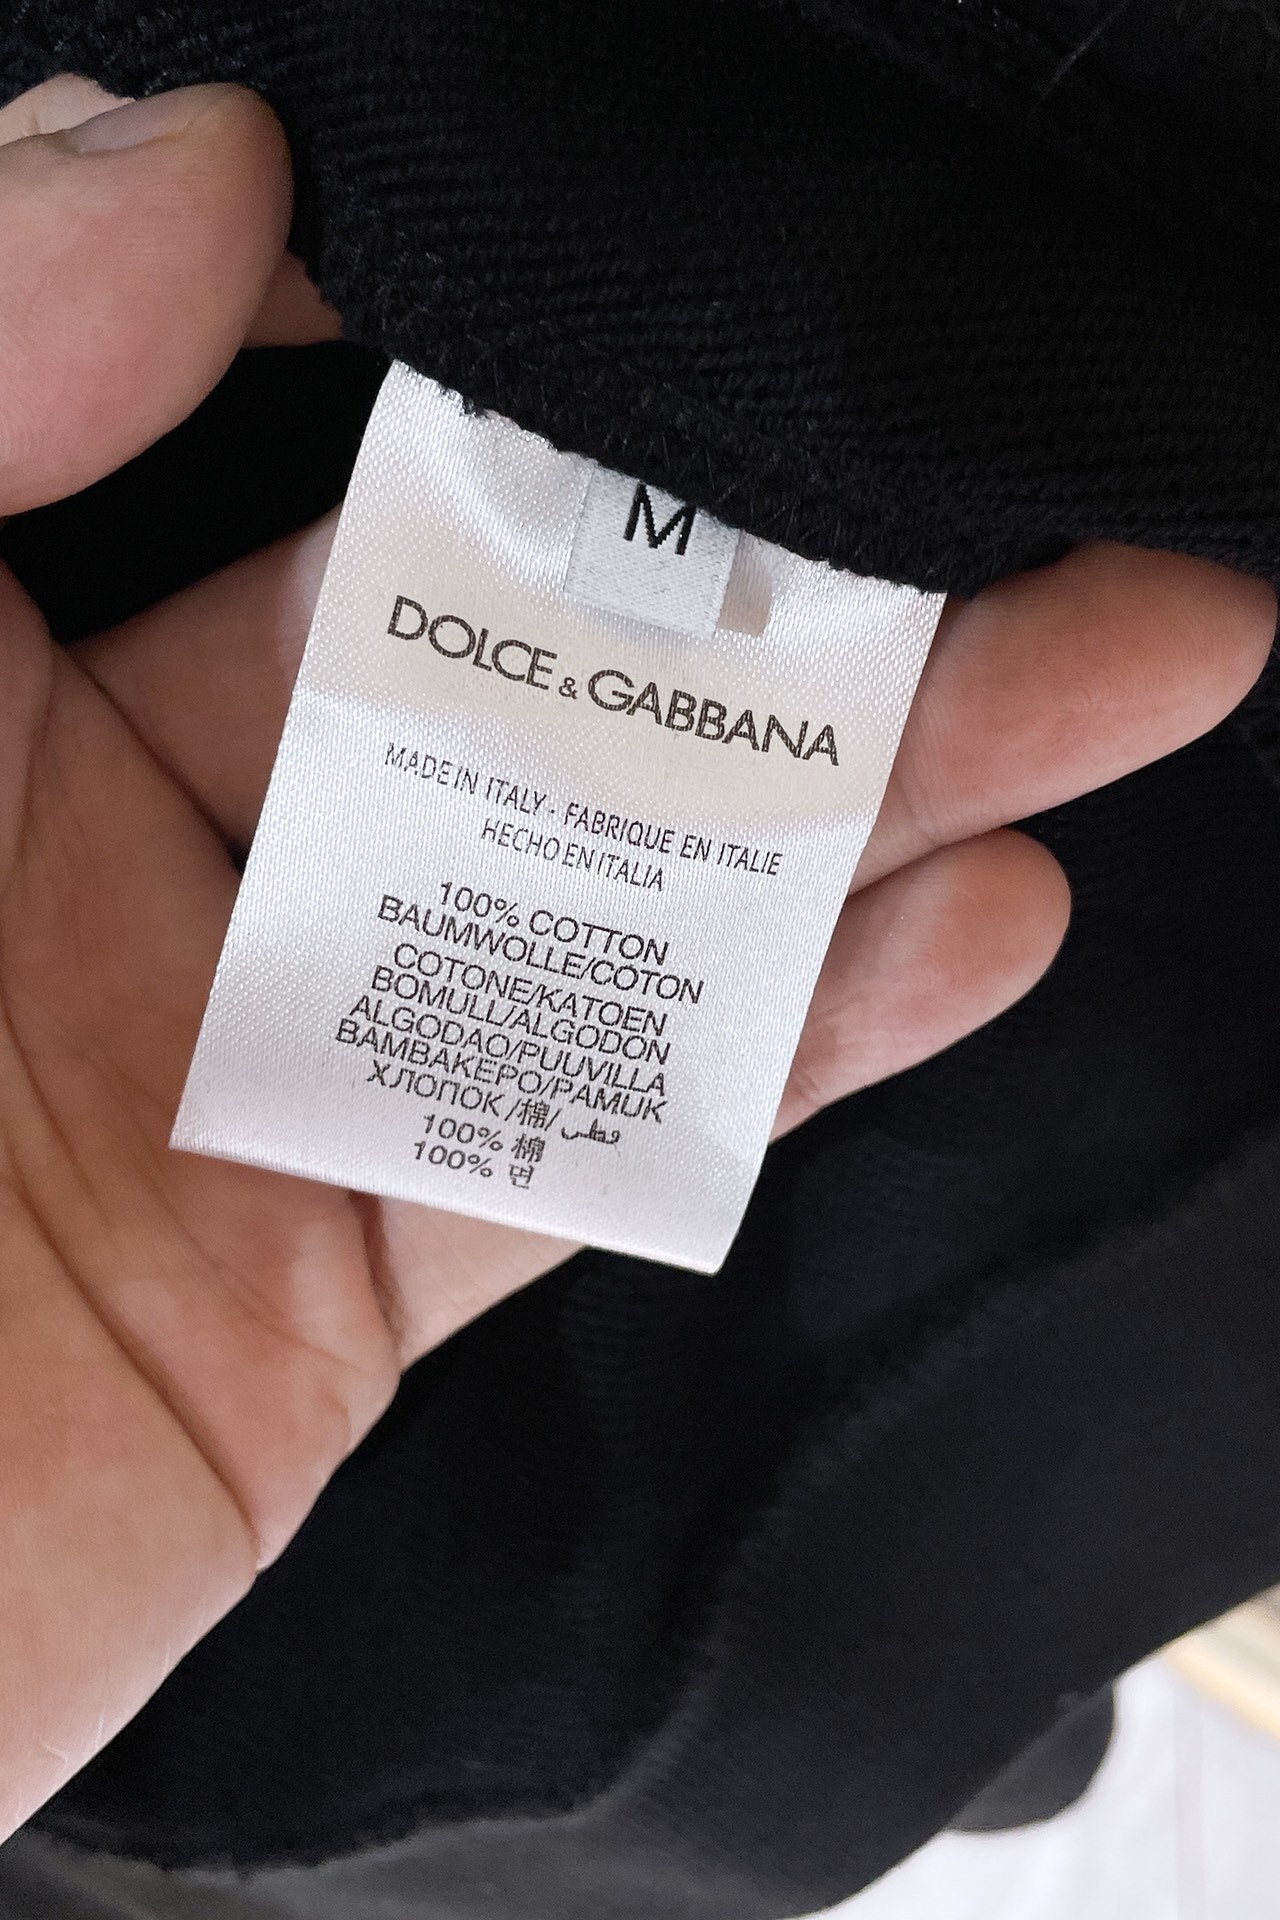 M
DOLCE & GABBANA
MADE IN ITALY - FABRIQUE EN ITALIE
HECHO EN ITALIA
100% COTTON
BAUMWOLLE/COTON
COTONE/KATOEN
BOMULL/ALGODON
ALGODAO/PUUVILLA
BAMBAKEPO/PAMUK
ХЛОПОК /棉/ قطن
100% 棉
100% 면